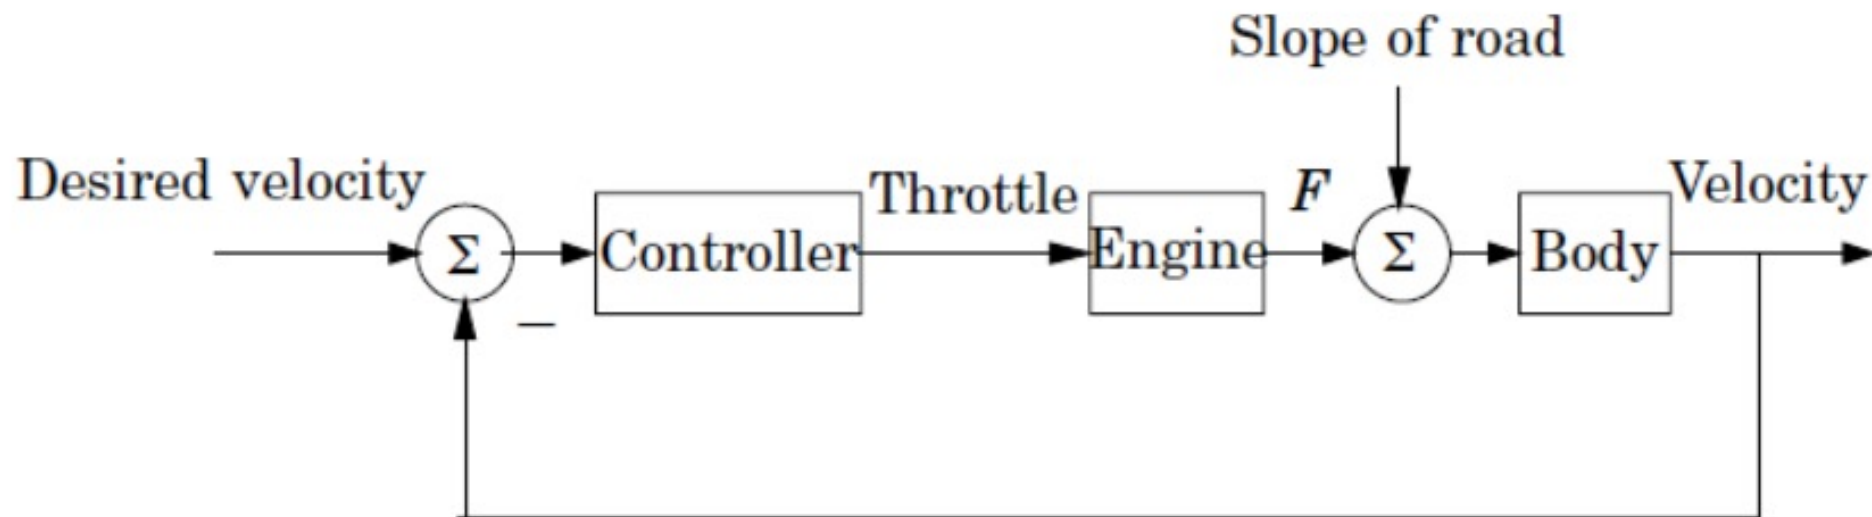 Slope of road
Desired velocity
Σ
−
Controller
Throttle
Engine
F
Σ
Body
Velocity